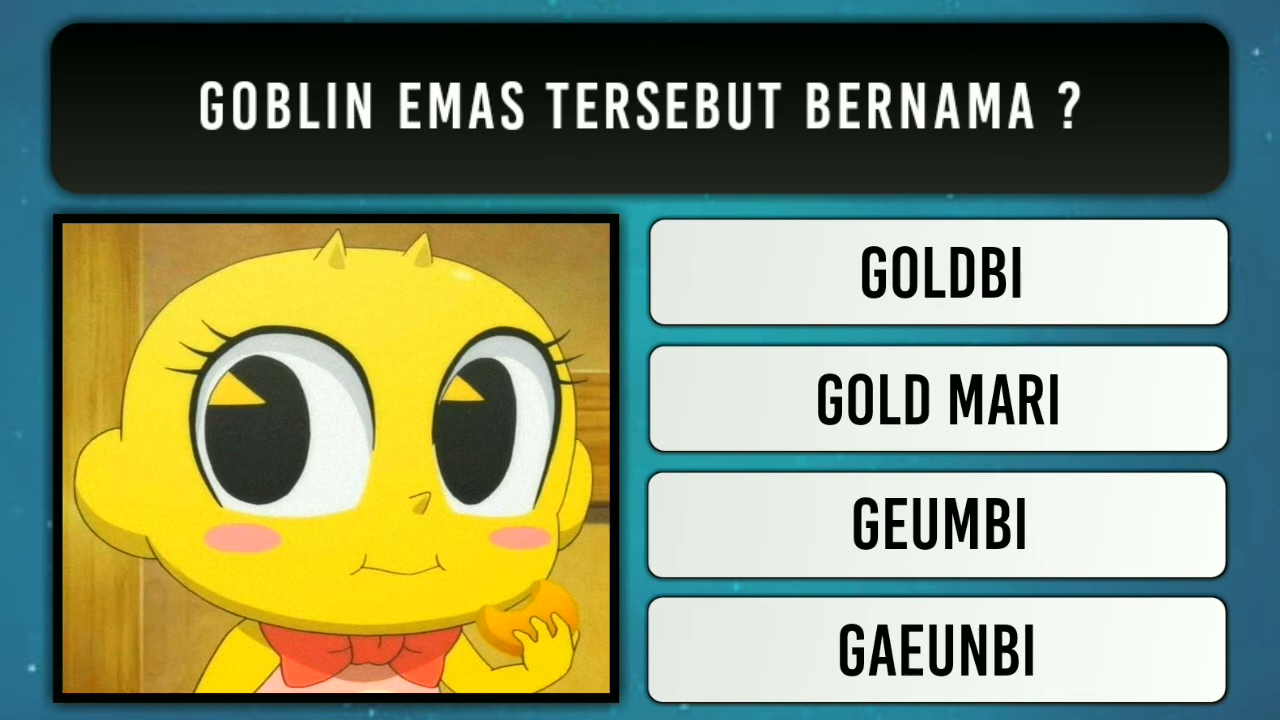 GOBLIN EMAS TERSEBUT BERNAMA ?
GOLDBI
GOLD MARI
GEUMBI
GAEUNBI